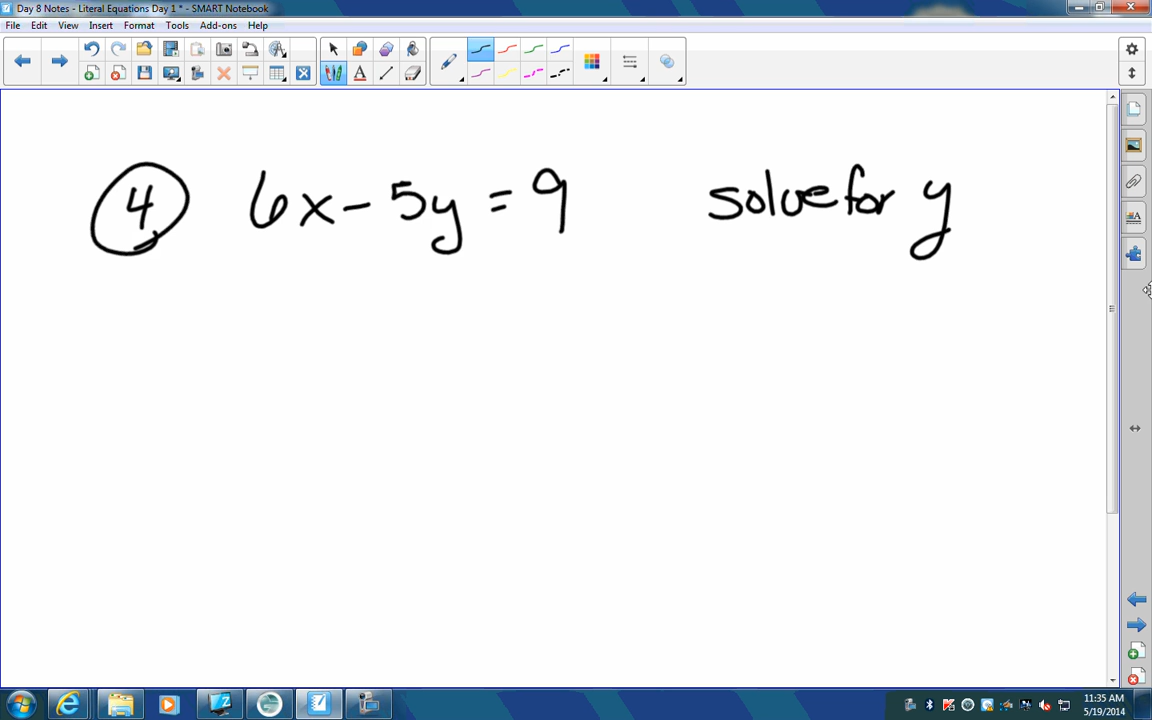 Day 8 Notes - Literal Equations Day 1 * - SMART Notebook
File Edit View Insert Format Tools Add-ons Help
4 6x - 5y = 9 solve for y
11:35 AM
5/19/2014